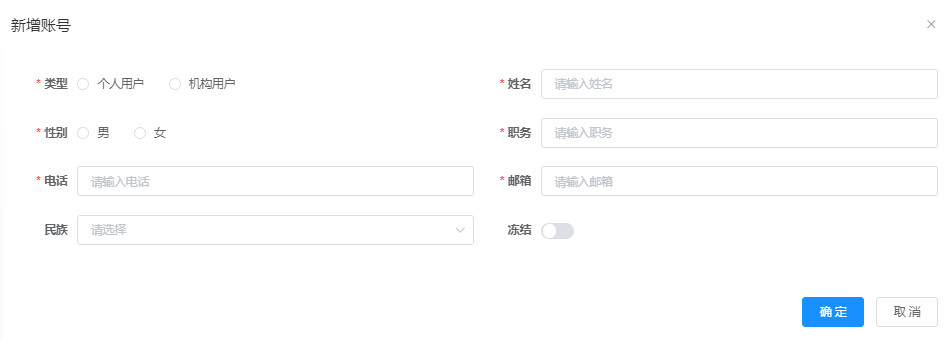 新增账号
* 类型 个人用户 机构用户 * 姓名 请输入姓名
* 性别 男 女 * 职务 请输入职务
* 电话 请输入电话 * 邮箱 请输入邮箱
民族 请选择 冻结
确定 取消